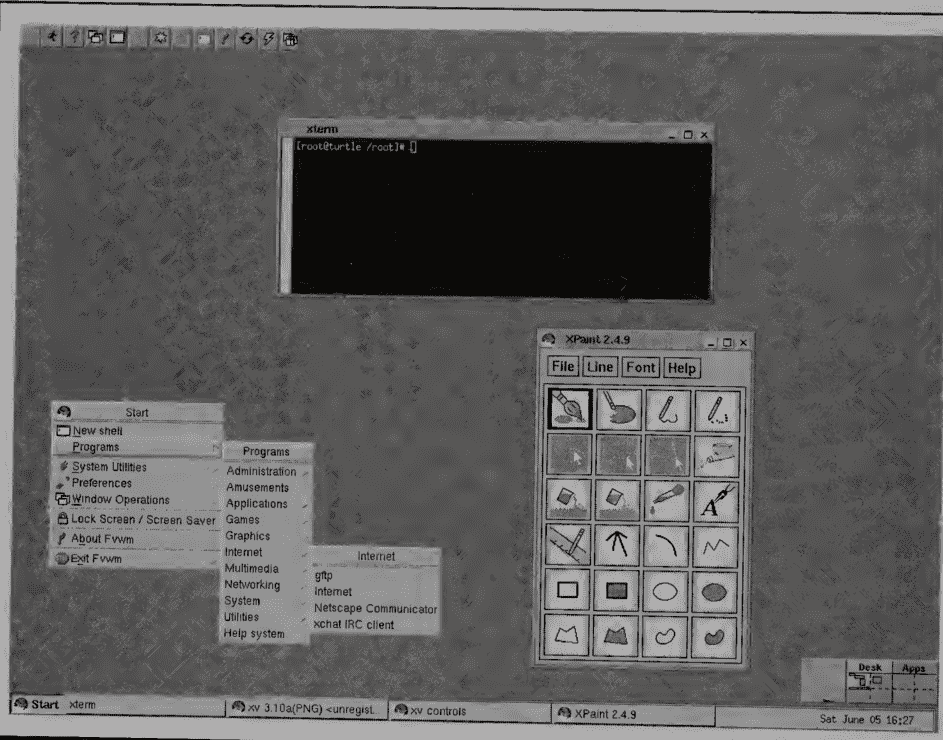 xterm
[root@turtle /root]#
XPaint 2.4.9
File Line Font Help
Start
New shell
Programs
System Utilities
Preferences
Window Operations
Lock Screen / Screen Saver
About Fvwm
Exit Fvwm
Programs
Administration
Amusements
Applications
Games
Graphics
Internet
Multimedia
Networking
System
Utilities
Help system
Internet
gftp
Internet
Netscape Communicator
xchat IRC client
Desk Apps
Start xterm xv 3.10a(PNG) <unregist. xv controls XPaint 2.4.9
Sat June 05 16:27